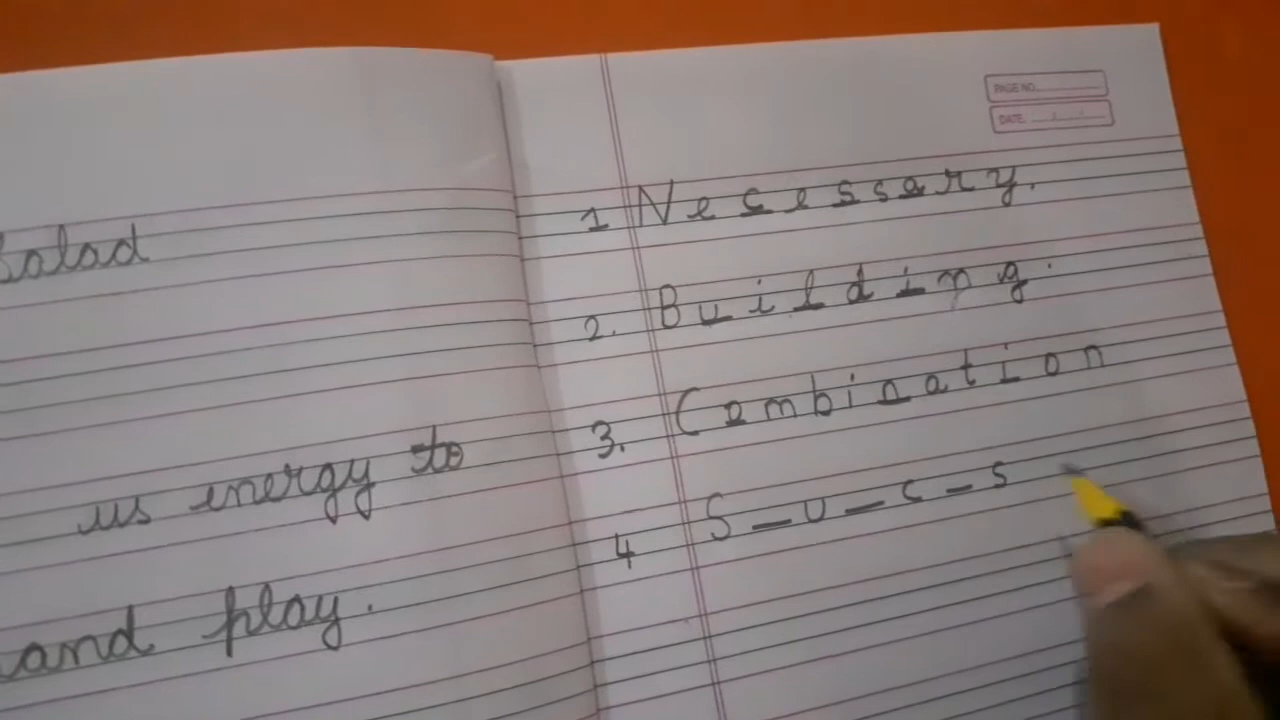 Salad
us energy to
and play.
PAGE NO.
DATE
1 Necessary.
2. Building.
3. Combination
4 S_u_c_s